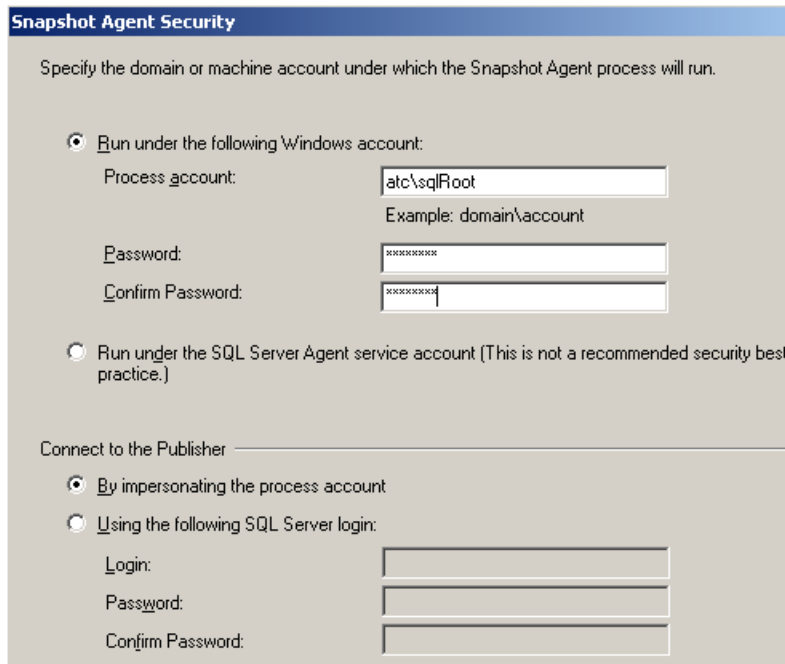 Snapshot Agent Security
Specify the domain or machine account under which the Snapshot Agent process will run.
Run under the following Windows account:
Process account:
atc\sqlRoot
Example: domain\account
Password:
********
Confirm Password:
********
Run under the SQL Server Agent service account (This is not a recommended security best
practice.)
Connect to the Publisher
By impersonating the process account
Using the following SQL Server login:
Login:
Password:
Confirm Password: